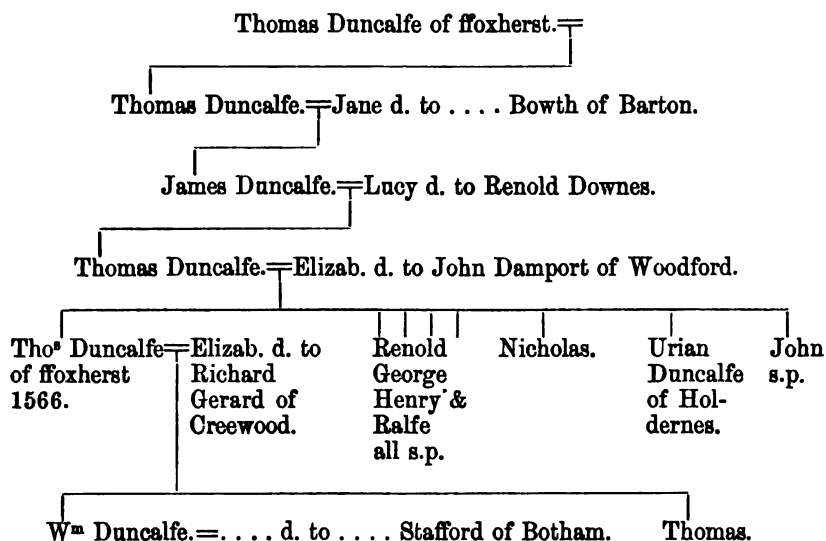 Thomas Duncalfe of ffoxherst.=
Thomas Duncalfe.=Jane d. to . . . . Bowth of Barton.
James Duncalfe.=Lucy d. to Renold Downes.
Thomas Duncalfe.=Elizab. d. to John Damport of Woodford.
Thoˢ Duncalfe=Elizab. d. to
of ffoxherst Richard
1566. Gerard of
Creewood.
Renold
George
Henry &
Ralfe
all s.p.
Nicholas.
Urian
Duncalfe
of Hol-
dernes.
John
s.p.
Wᵐ Duncalfe.=. . . . d. to . . . . Stafford of Botham.
Thomas.